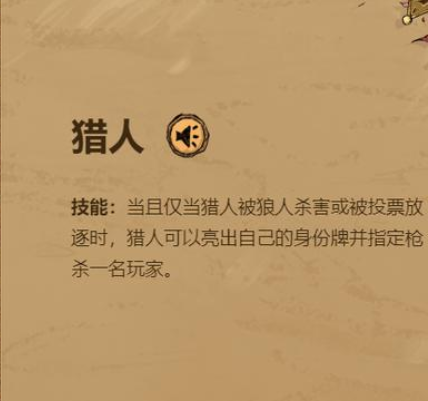 猎人
技能：当且仅当猎人被狼人杀害或被投票放
逐时，猎人可以亮出自己的身份牌并指定枪
杀一名玩家。